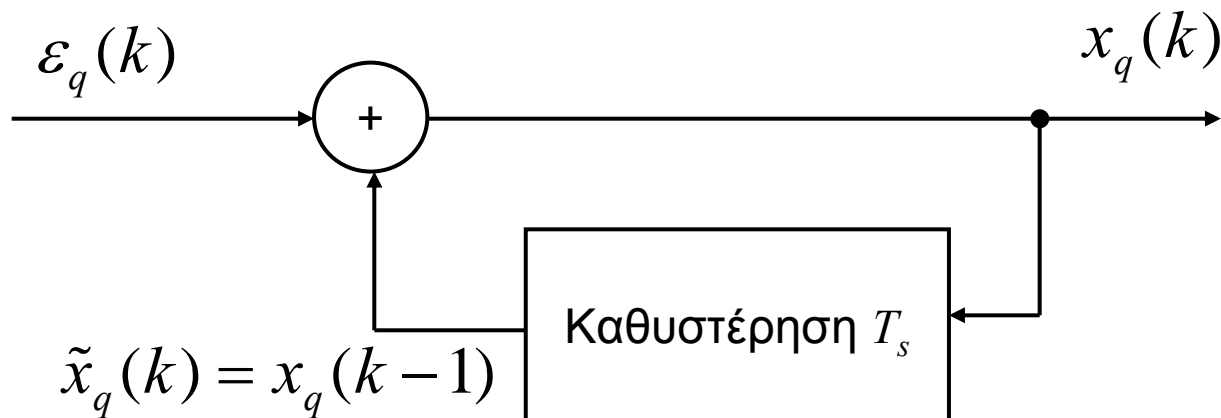 ε_q(k)
x_q(k)
+
Καθυστέρηση T_s
x̃_q(k) = x_q(k−1)